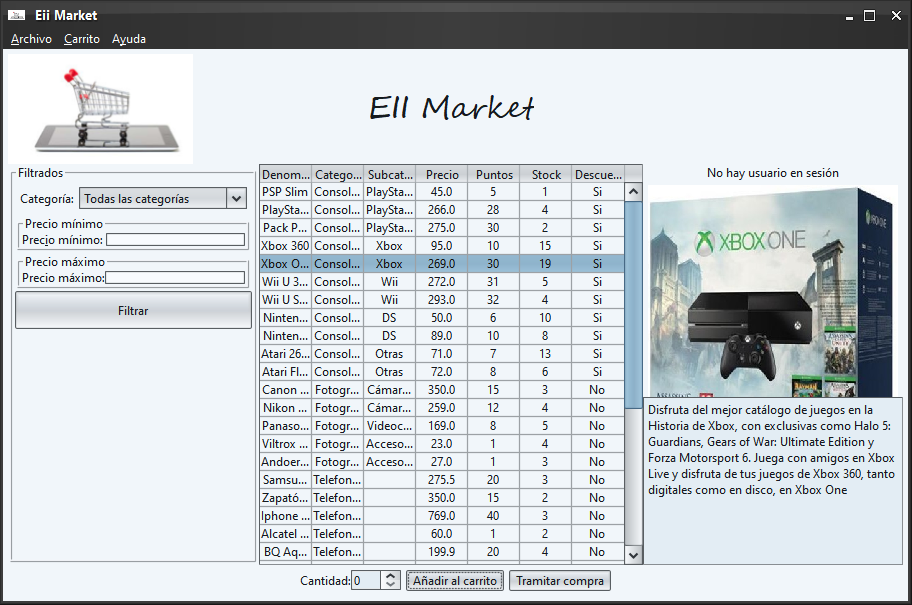 Eii Market
Archivo Carrito Ayuda
EII Market
Filtrados
Categoría: Todas las categorías
Precio mínimo
Precio mínimo:
Precio máximo
Precio máximo:
Filtrar
Denom... Catego... Subcat... Precio Puntos Stock Descue...
PSP Slim Consol... PlaySta... 45.0 5 1 Si
PlaySta... Consol... PlaySta... 266.0 28 4 Si
Pack P... Consol... PlaySta... 275.0 30 2 Si
Xbox 360 Consol... Xbox 95.0 10 15 Si
Xbox O... Consol... Xbox 269.0 30 19 Si
Wii U 3... Consol... Wii 272.0 31 5 Si
Wii U S... Consol... Wii 293.0 32 4 Si
Ninten... Consol... DS 50.0 6 10 Si
Ninten... Consol... DS 89.0 10 8 Si
Atari 26... Consol... Otras 71.0 7 13 Si
Atari Fl... Consol... Otras 72.0 8 6 Si
Canon ... Fotogr... Cámar... 350.0 15 3 No
Nikon ... Fotogr... Cámar... 259.0 12 4 No
Panaso... Fotogr... Videoc... 169.0 8 5 No
Viltrox ... Fotogr... Acceso... 23.0 1 4 No
Andoer... Fotogr... Acceso... 27.0 1 3 No
Samsu... Telefon... 275.5 20 3 No
Zapató... Telefon... 350.0 15 2 No
Iphone ... Telefon... 769.0 40 3 No
Alcatel ... Telefon... 60.0 1 2 No
BQ Aq... Telefon... 199.9 20 4 No
No hay usuario en sesión
XBOX ONE
XBOX ONE
Disfruta del mejor catálogo de juegos en la
Historia de Xbox, con exclusivas como Halo 5:
Guardians, Gears of War: Ultimate Edition y
Forza Motorsport 6. Juega con amigos en Xbox
Live y disfruta de tus juegos de Xbox 360, tanto
digitales como en disco, en Xbox One
Cantidad: 0 Añadir al carrito Tramitar compra